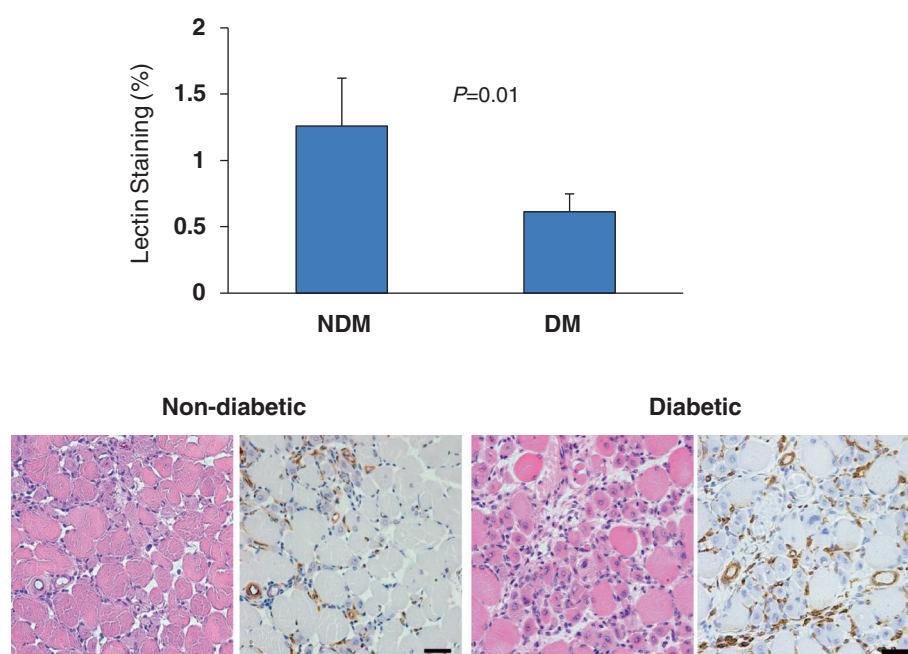 2
1.5
1
0.5
0
Lectin Staining (%)
P=0.01
NDM DM
Non-diabetic Diabetic